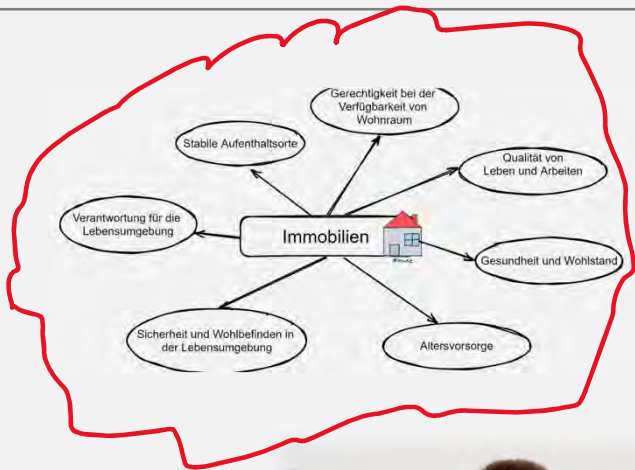 Gerechtigkeit bei der
Verfügbarkeit von
Wohnraum
Stabile Aufenthaltsorte
Qualität von
Leben und Arbeiten
Verantwortung für die
Lebensumgebung
Immobilien
Gesundheit und Wohlstand
Sicherheit und Wohlbefinden in
der Lebensumgebung
Altersvorsorge